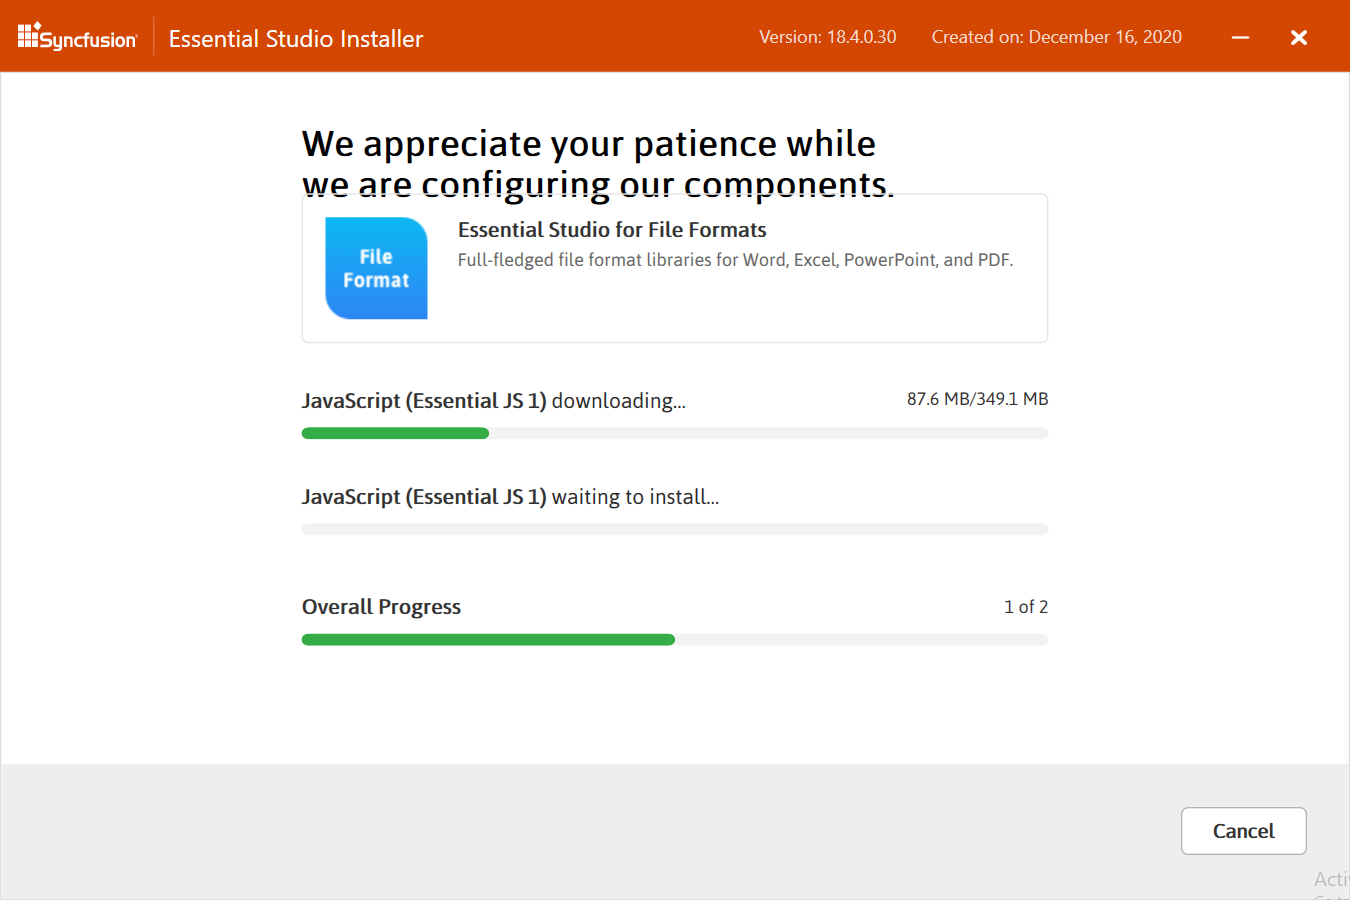 Syncfusion
Essential Studio Installer
Version: 18.4.0.30
Created on: December 16, 2020
We appreciate your patience while
we are configuring our components.
File
Format
Essential Studio for File Formats
Full-fledged file format libraries for Word, Excel, PowerPoint, and PDF.
JavaScript (Essential JS 1) downloading...
87.6 MB/349.1 MB
JavaScript (Essential JS 1) waiting to install...
Overall Progress
1 of 2
Cancel